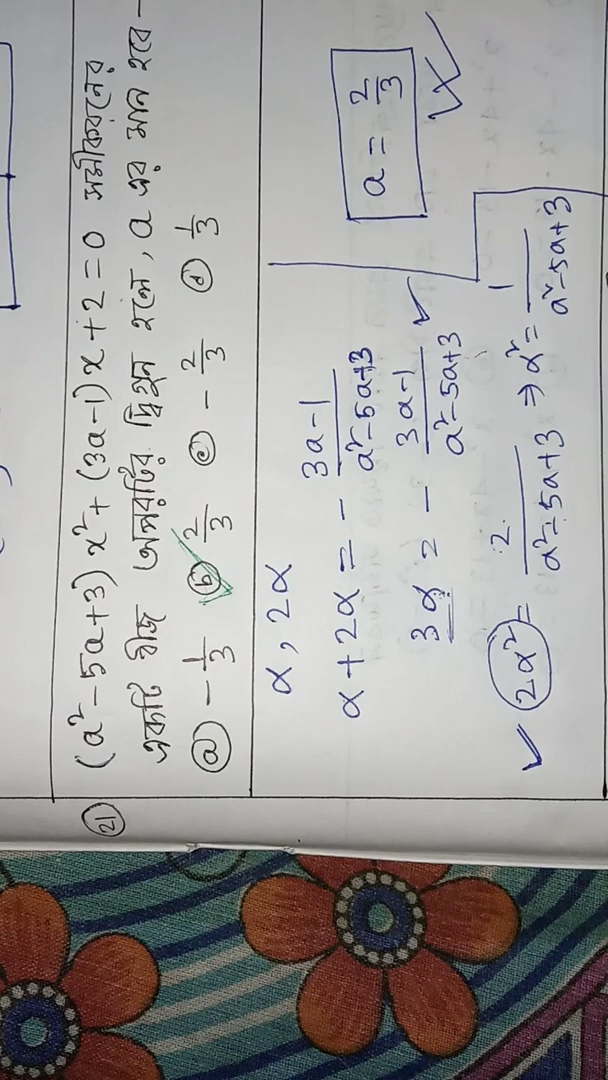 (21) (a² - 5a + 3) x² + (3a - 1) x + 2 = 0 সমীকরণের
একটি বীজ অপরটির দ্বিগুন হলে, a এর মান হবে -
(a) - 1/3 (b) 2/3 (c) - 2/3 (d) 1/3
α, 2α
α + 2α = - (3a - 1)/(a² - 5a + 3)
3α = - (3a - 1)/(a² - 5a + 3)
2α² = 2/(a² - 5a + 3) ⇒ α² = 1/(a² - 5a + 3)
a = 2/3